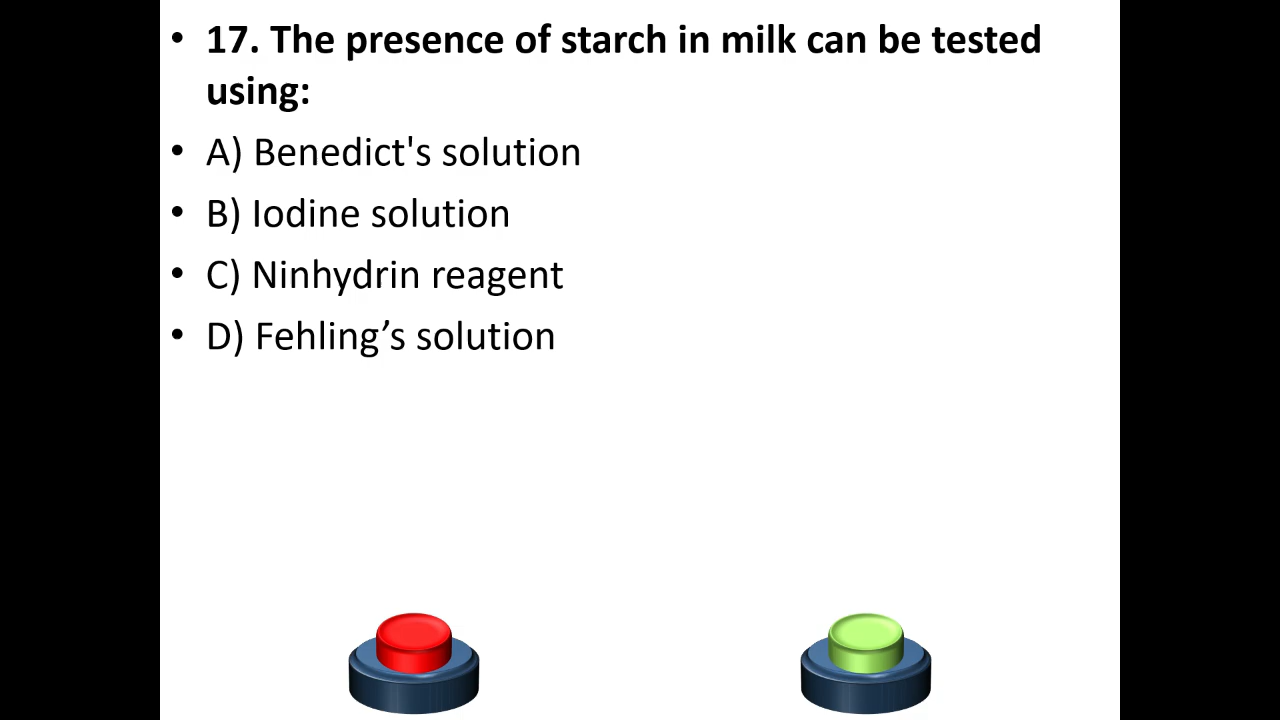 • 17. The presence of starch in milk can be tested
using:
• A) Benedict's solution
• B) Iodine solution
• C) Ninhydrin reagent
• D) Fehling’s solution